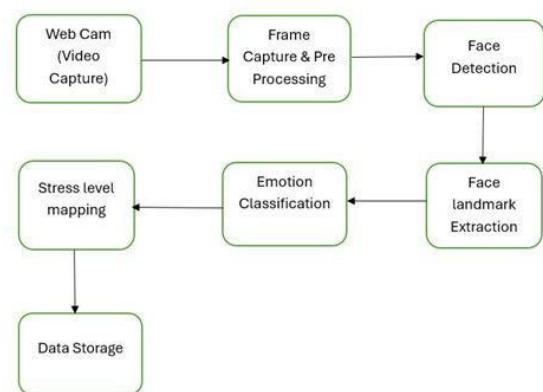 Web Cam
(Video
Capture)
Frame
Capture & Pre
Processing
Face
Detection
Stress level
mapping
Emotion
Classification
Face
landmark
Extraction
Data Storage